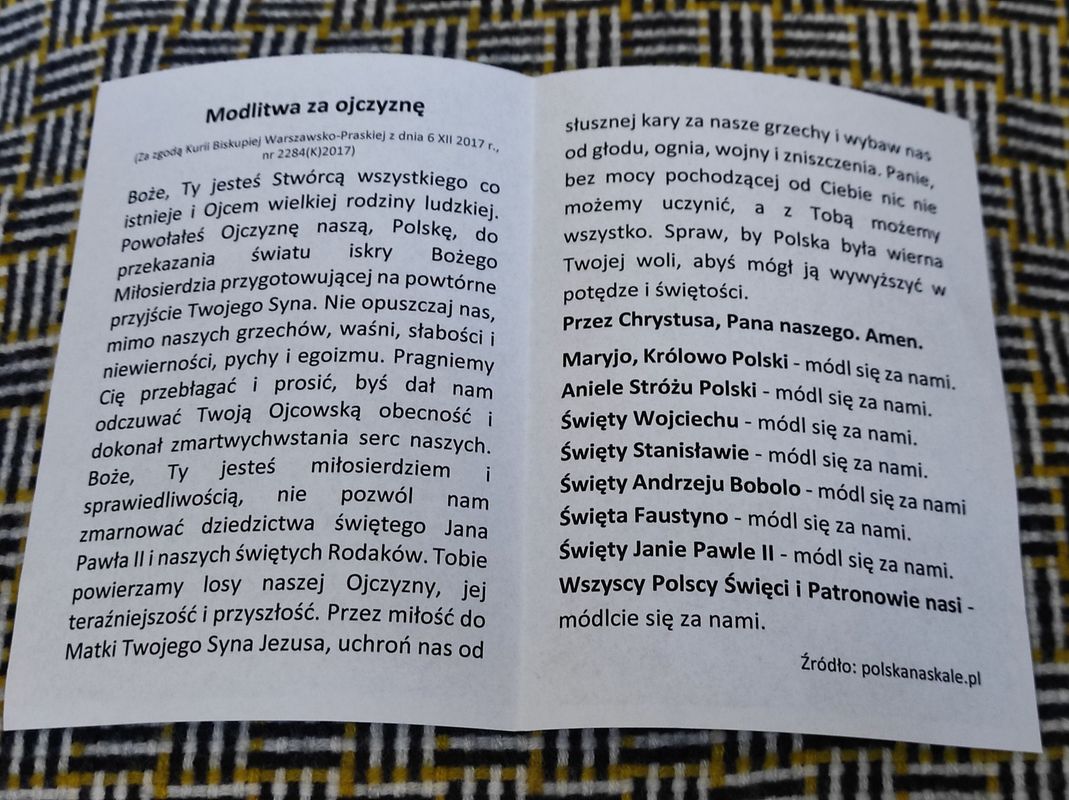 Modlitwa za ojczyznę
(Za zgodą Kurii Biskupiej Warszawsko-Praskiej z dnia 6 XII 2017 r.,
nr 2284(K)2017)
Boże, Ty jesteś Stwórcą wszystkiego co
istnieje i Ojcem wielkiej rodziny ludzkiej.
Powołałeś Ojczyznę naszą, Polskę, do
przekazania światu iskry Bożego
Miłosierdzia przygotowującej na powtórne
przyjście Twojego Syna. Nie opuszczaj nas,
mimo naszych grzechów, waśni, słabości i
niewierności, pychy i egoizmu. Pragniemy
Cię przebłagać i prosić, byś dał nam
odczuwać Twoją Ojcowską obecność i
dokonał zmartwychwstania serc naszych.
Boże, Ty jesteś miłosierdziem i
sprawiedliwością, nie pozwól nam
zmarnować dziedzictwa świętego Jana
Pawła II i naszych świętych Rodaków. Tobie
powierzamy losy naszej Ojczyzny, jej
teraźniejszość i przyszłość. Przez miłość do
Matki Twojego Syna Jezusa, uchroń nas od
słusznej kary za nasze grzechy i wybaw nas
od głodu, ognia, wojny i zniszczenia. Panie,
bez mocy pochodzącej od Ciebie nic nie
możemy uczynić, a z Tobą możemy
wszystko. Spraw, by Polska była wierna
Twojej woli, abyś mógł ją wywyższyć w
potędze i świętości.
Przez Chrystusa, Pana naszego. Amen.
Maryjo, Królowo Polski - módl się za nami.
Aniele Stróżu Polski - módl się za nami.
Święty Wojciechu - módl się za nami.
Święty Stanisławie - módl się za nami.
Święty Andrzeju Bobolo - módl się za nami
Święta Faustyno - módl się za nami.
Święty Janie Pawle II - módl się za nami.
Wszyscy Polscy Święci i Patronowie nasi -
módlcie się za nami.
Źródło: polskanaskale.pl